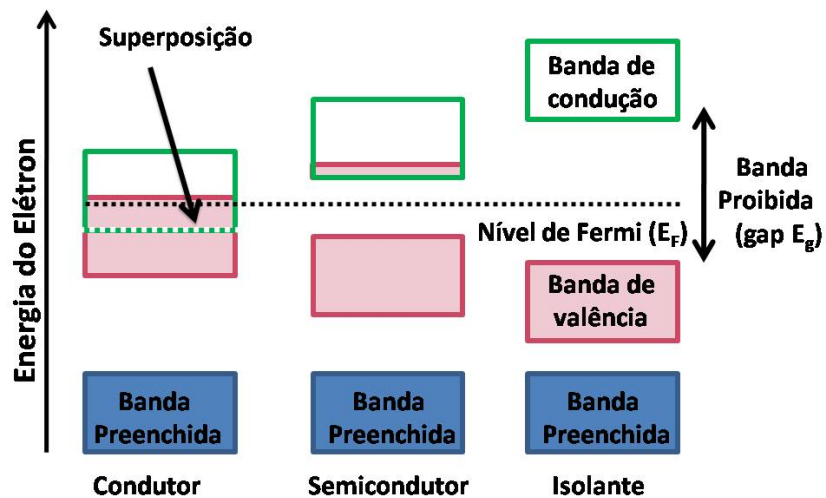 Energia do Elétron
Superposição
Banda de
condução
Banda
Proibida
(gap Eg)
Nível de Fermi (EF)
Banda de
valência
Banda
Preenchida
Banda
Preenchida
Banda
Preenchida
Condutor
Semicondutor
Isolante